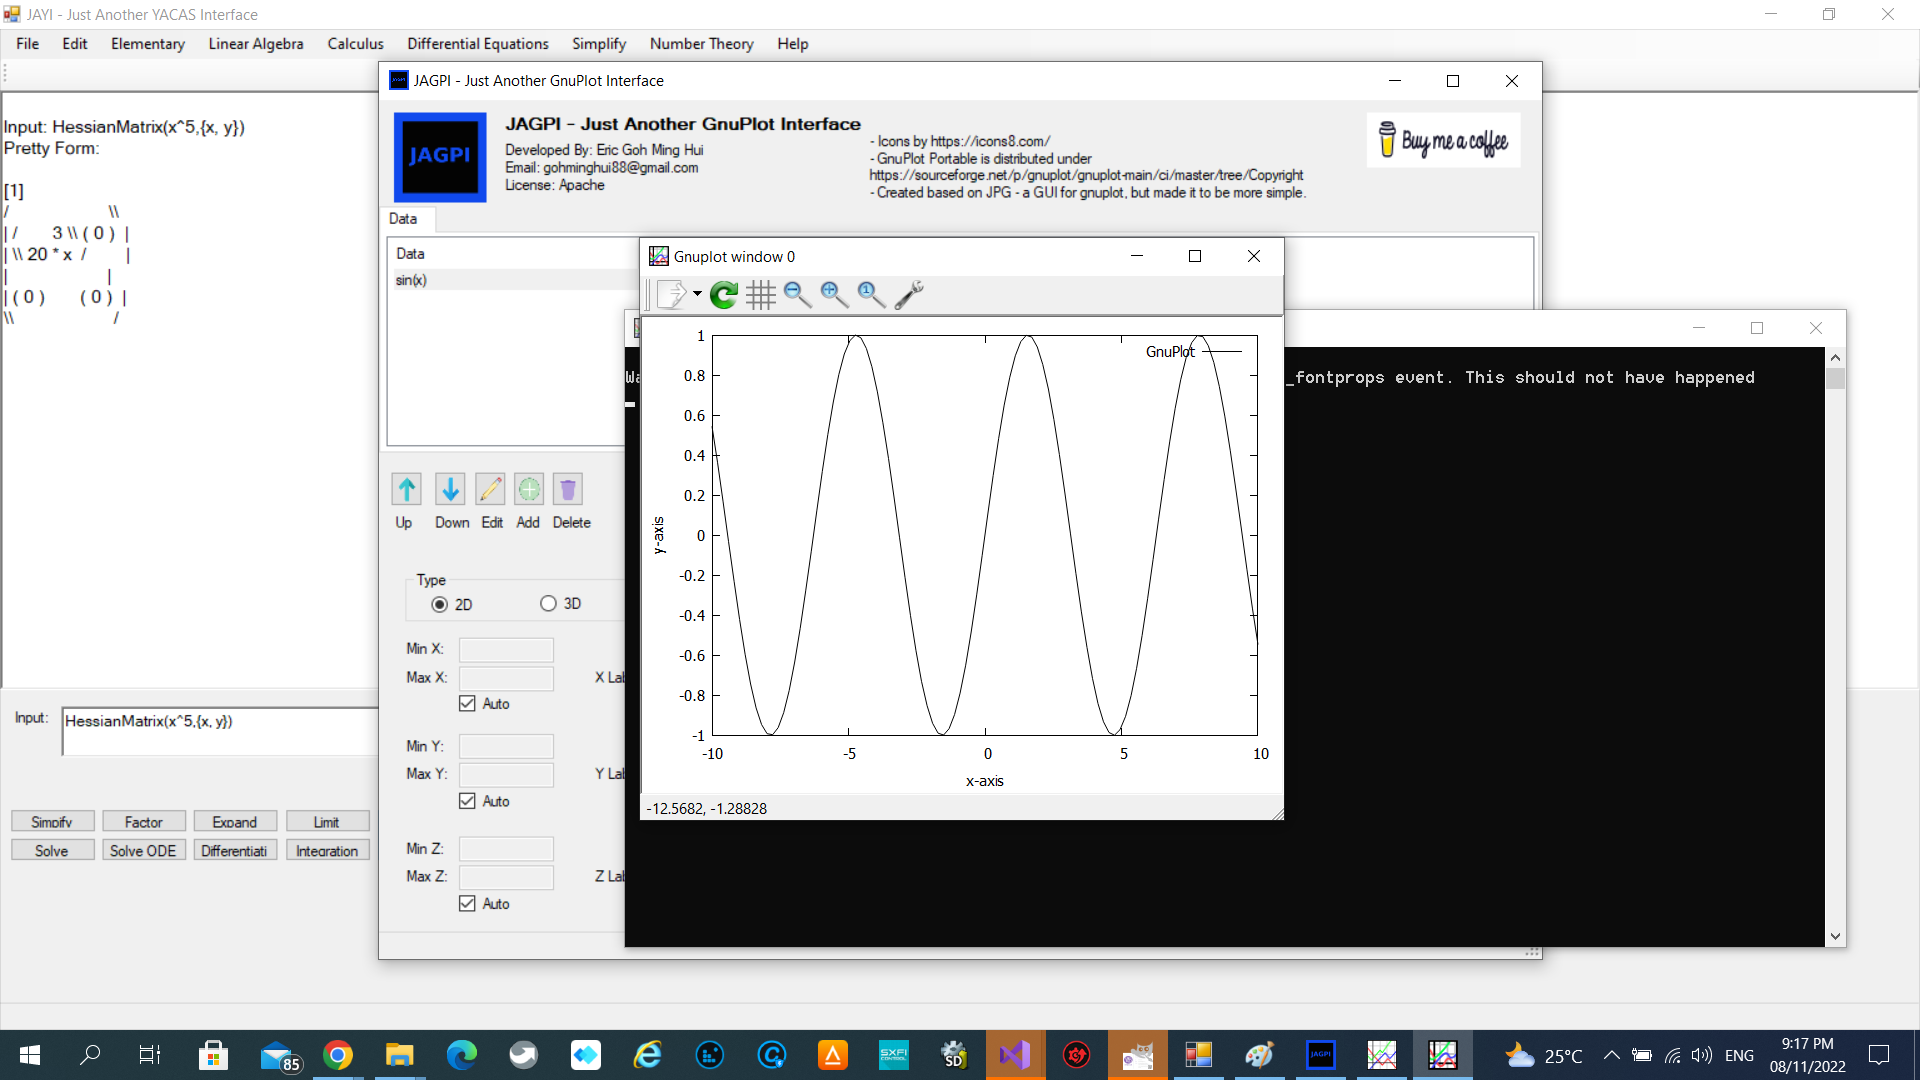 JAYI - Just Another YACAS Interface
File Edit Elementary Linear Algebra Calculus Differential Equations Simplify Number Theory Help
Input: HessianMatrix(x^5,{x, y})
Pretty Form:
[1]
/ \\
| / 3 \\ ( 0 ) |
| \\ 20 * x / |
| |
| ( 0 ) ( 0 ) |
\\ /
Input: HessianMatrix(x^5,{x, y})
Simpify Factor Expand Limit
Solve Solve ODE Differentiati Integration
JAGPI - Just Another GnuPlot Interface
JAGPI
JAGPI - Just Another GnuPlot Interface
Developed By: Eric Goh Ming Hui
Email: gohminghui88@gmail.com
License: Apache
- Icons by https://icons8.com/
- GnuPlot Portable is distributed under
https://sourceforge.net/p/gnuplot/gnuplot-main/ci/master/tree/Copyright
- Created based on JPG - a GUI for gnuplot, but made it to be more simple.
Buy me a coffee
Data
Data
sin(x)
Up Down Edit Add Delete
Type
2D 3D
Min X:
Max X: X Lab
Auto
Min Y:
Max Y: Y Lab
Auto
Min Z:
Max Z: Z Lab
Auto
Gnuplot window 0
GnuPlot
1
0.8
0.6
0.4
0.2
0
-0.2
-0.4
-0.6
-0.8
-1
y-axis
-10 -5 0 5 10
x-axis
-12.5682, -1.28828
_fontprops event. This should not have happened
85
SXFI
CONTROL
SD
JAGPI
25°C
ENG
9:17 PM
08/11/2022